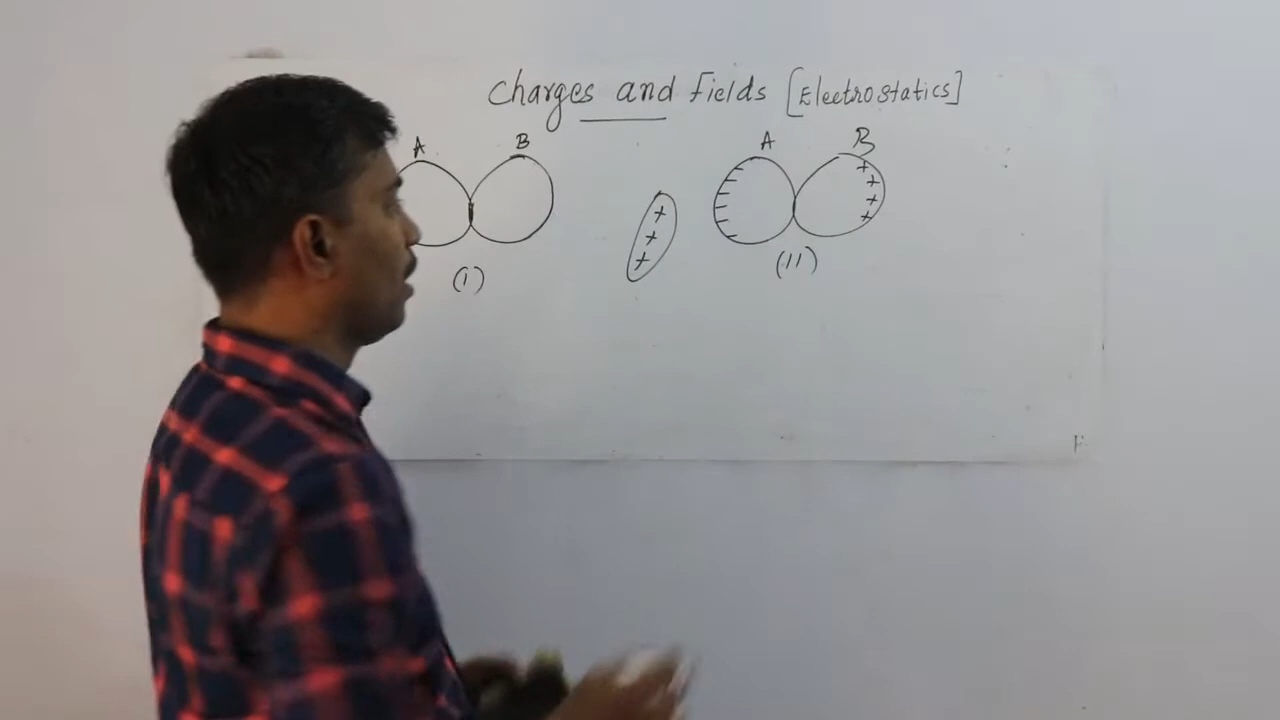 Charges and Fields [Electrostatics]
A B A B
+ + + - - - - - + + + +
(I) (II)